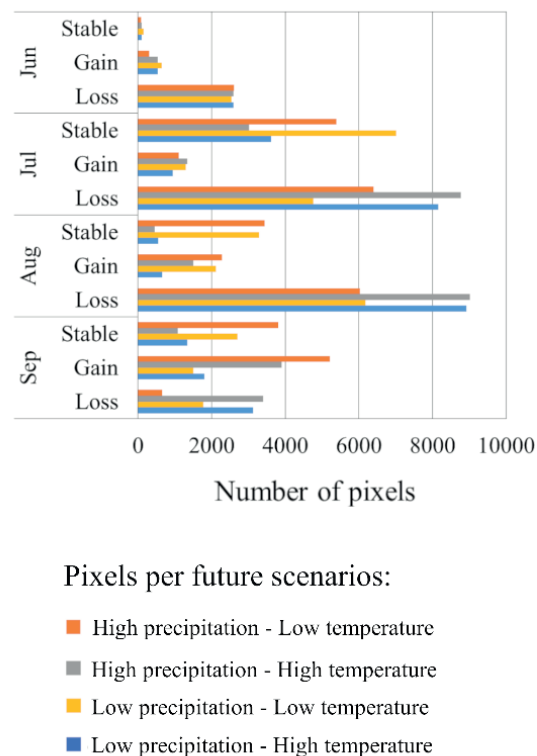 Jun
Stable
Gain
Loss
Jul
Stable
Gain
Loss
Aug
Stable
Gain
Loss
Sep
Stable
Gain
Loss
0 2000 4000 6000 8000 10000
Number of pixels
Pixels per future scenarios:
High precipitation - Low temperature
High precipitation - High temperature
Low precipitation - Low temperature
Low precipitation - High temperature